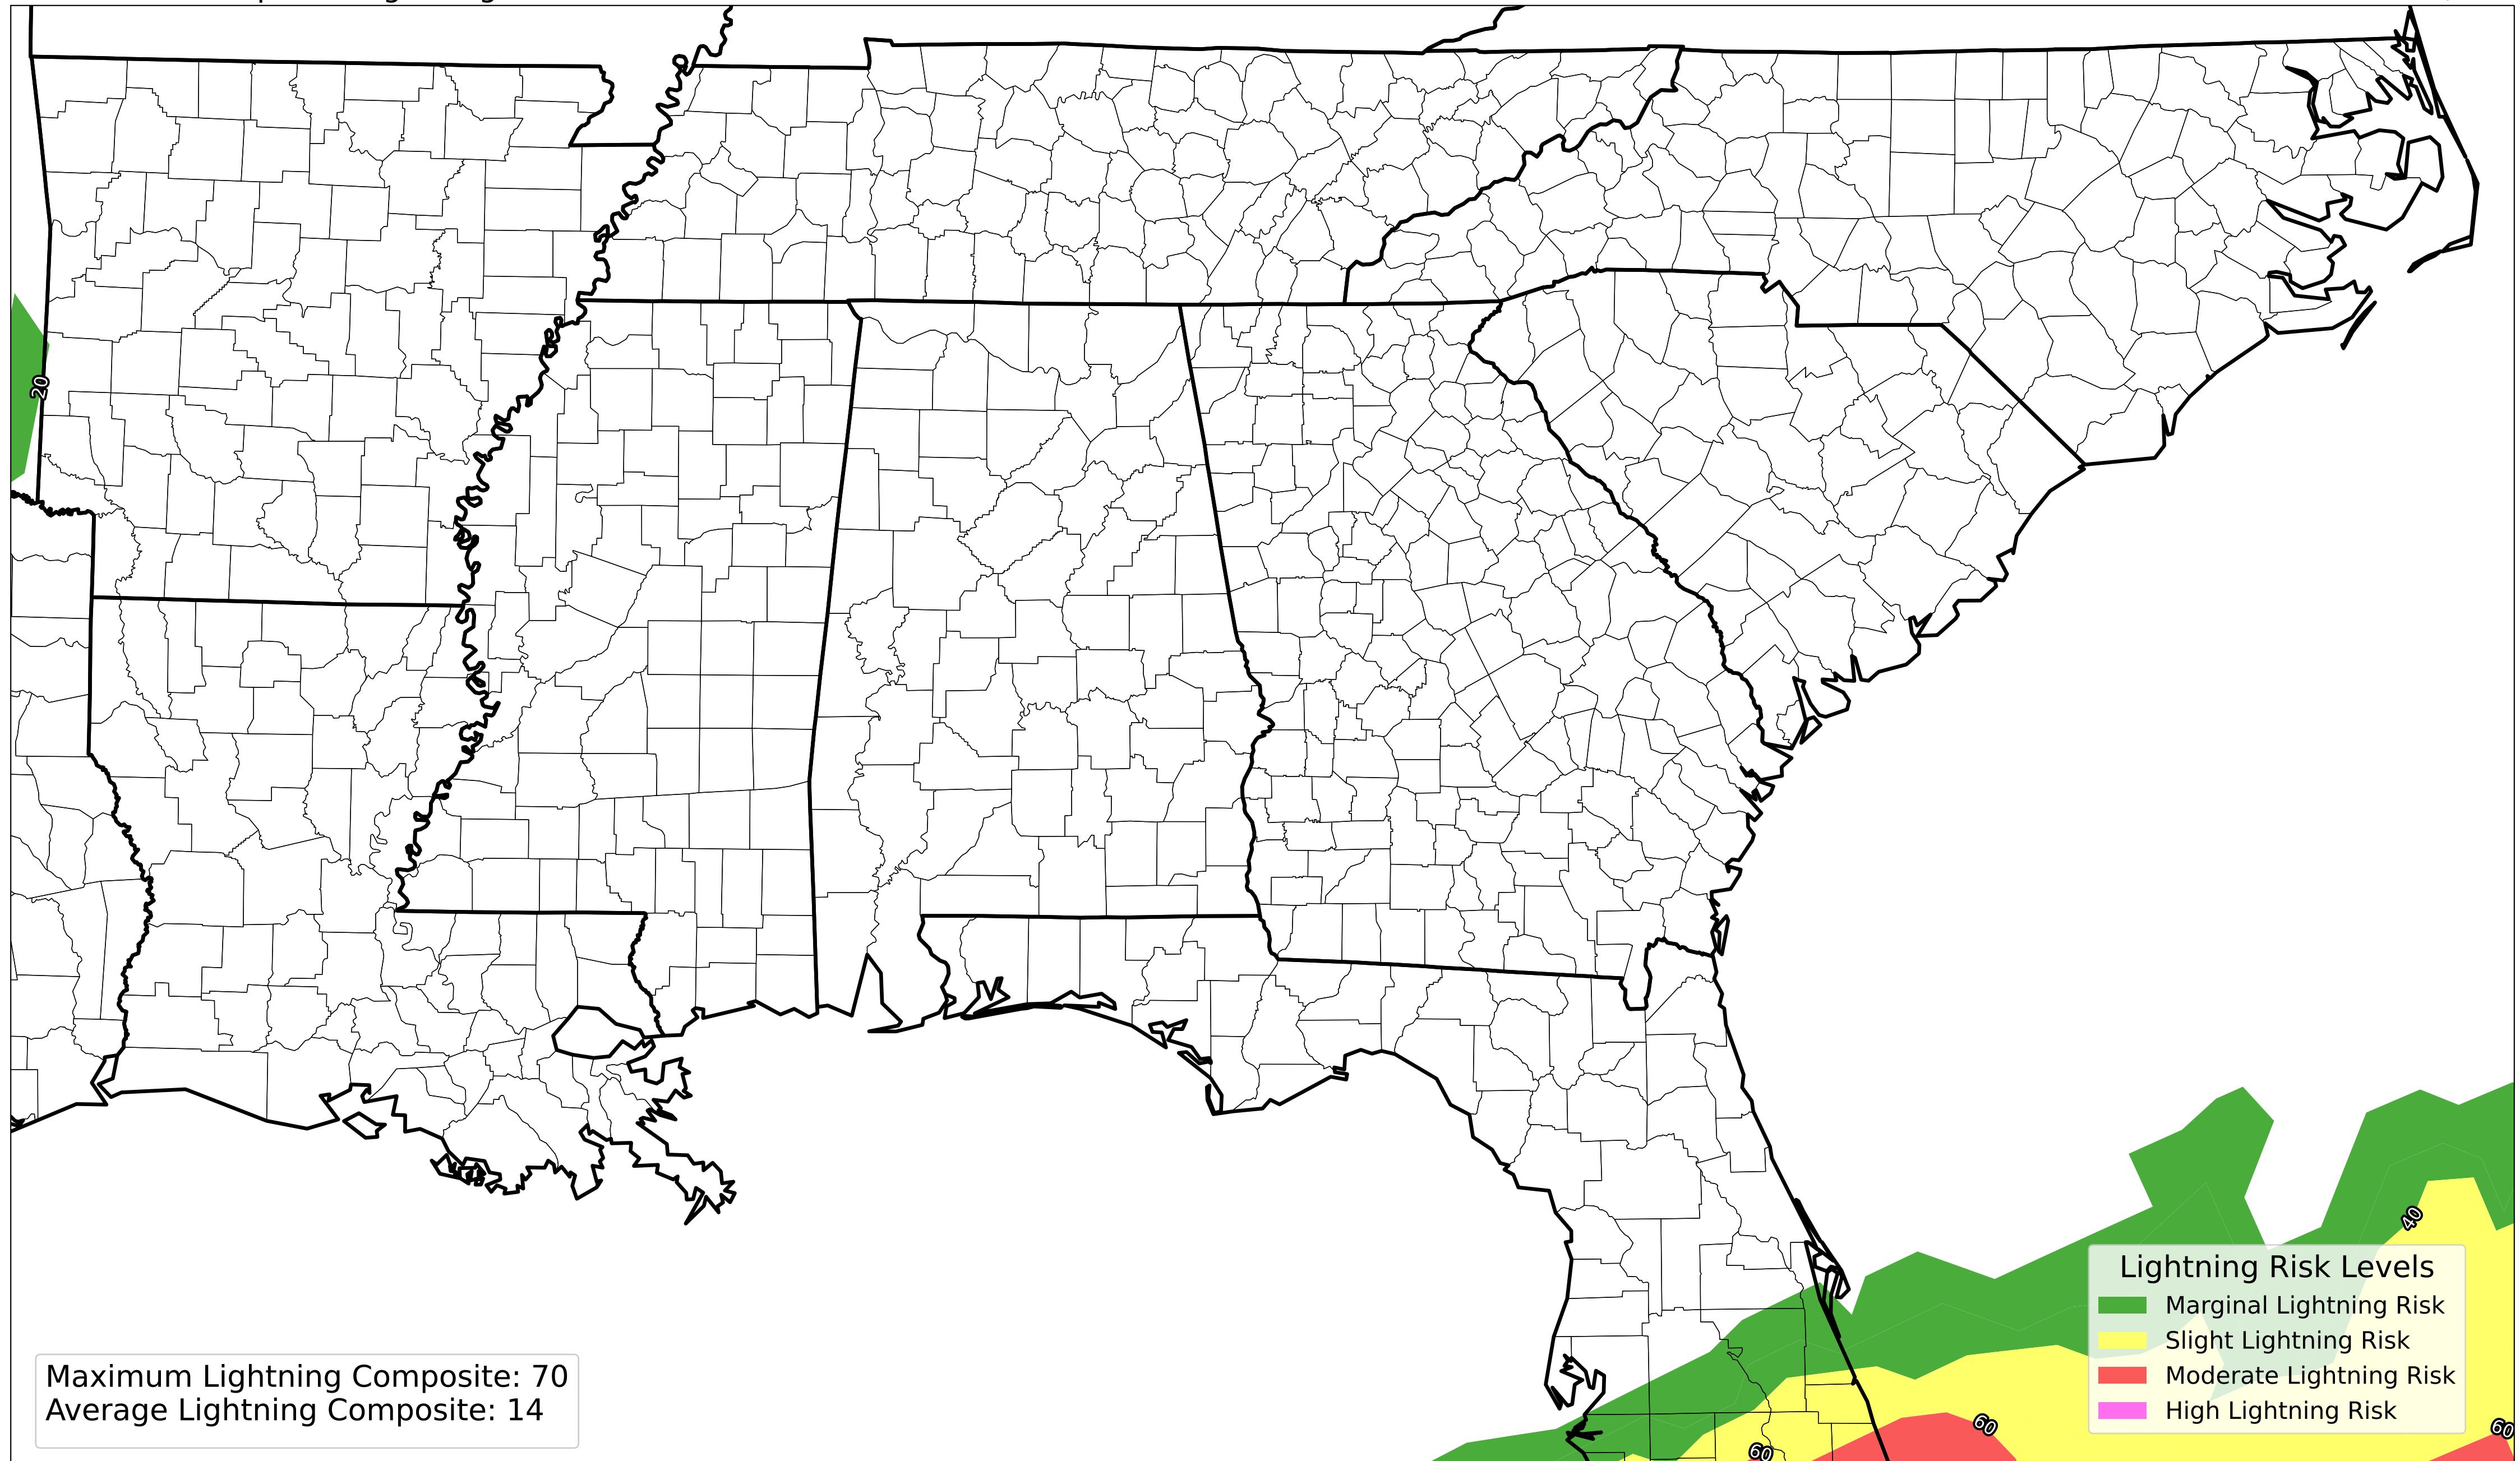 20
40
Lightning Risk Levels
Marginal Lightning Risk
Slight Lightning Risk
Moderate Lightning Risk
High Lightning Risk
Maximum Lightning Composite: 70
Average Lightning Composite: 14
60
60
60